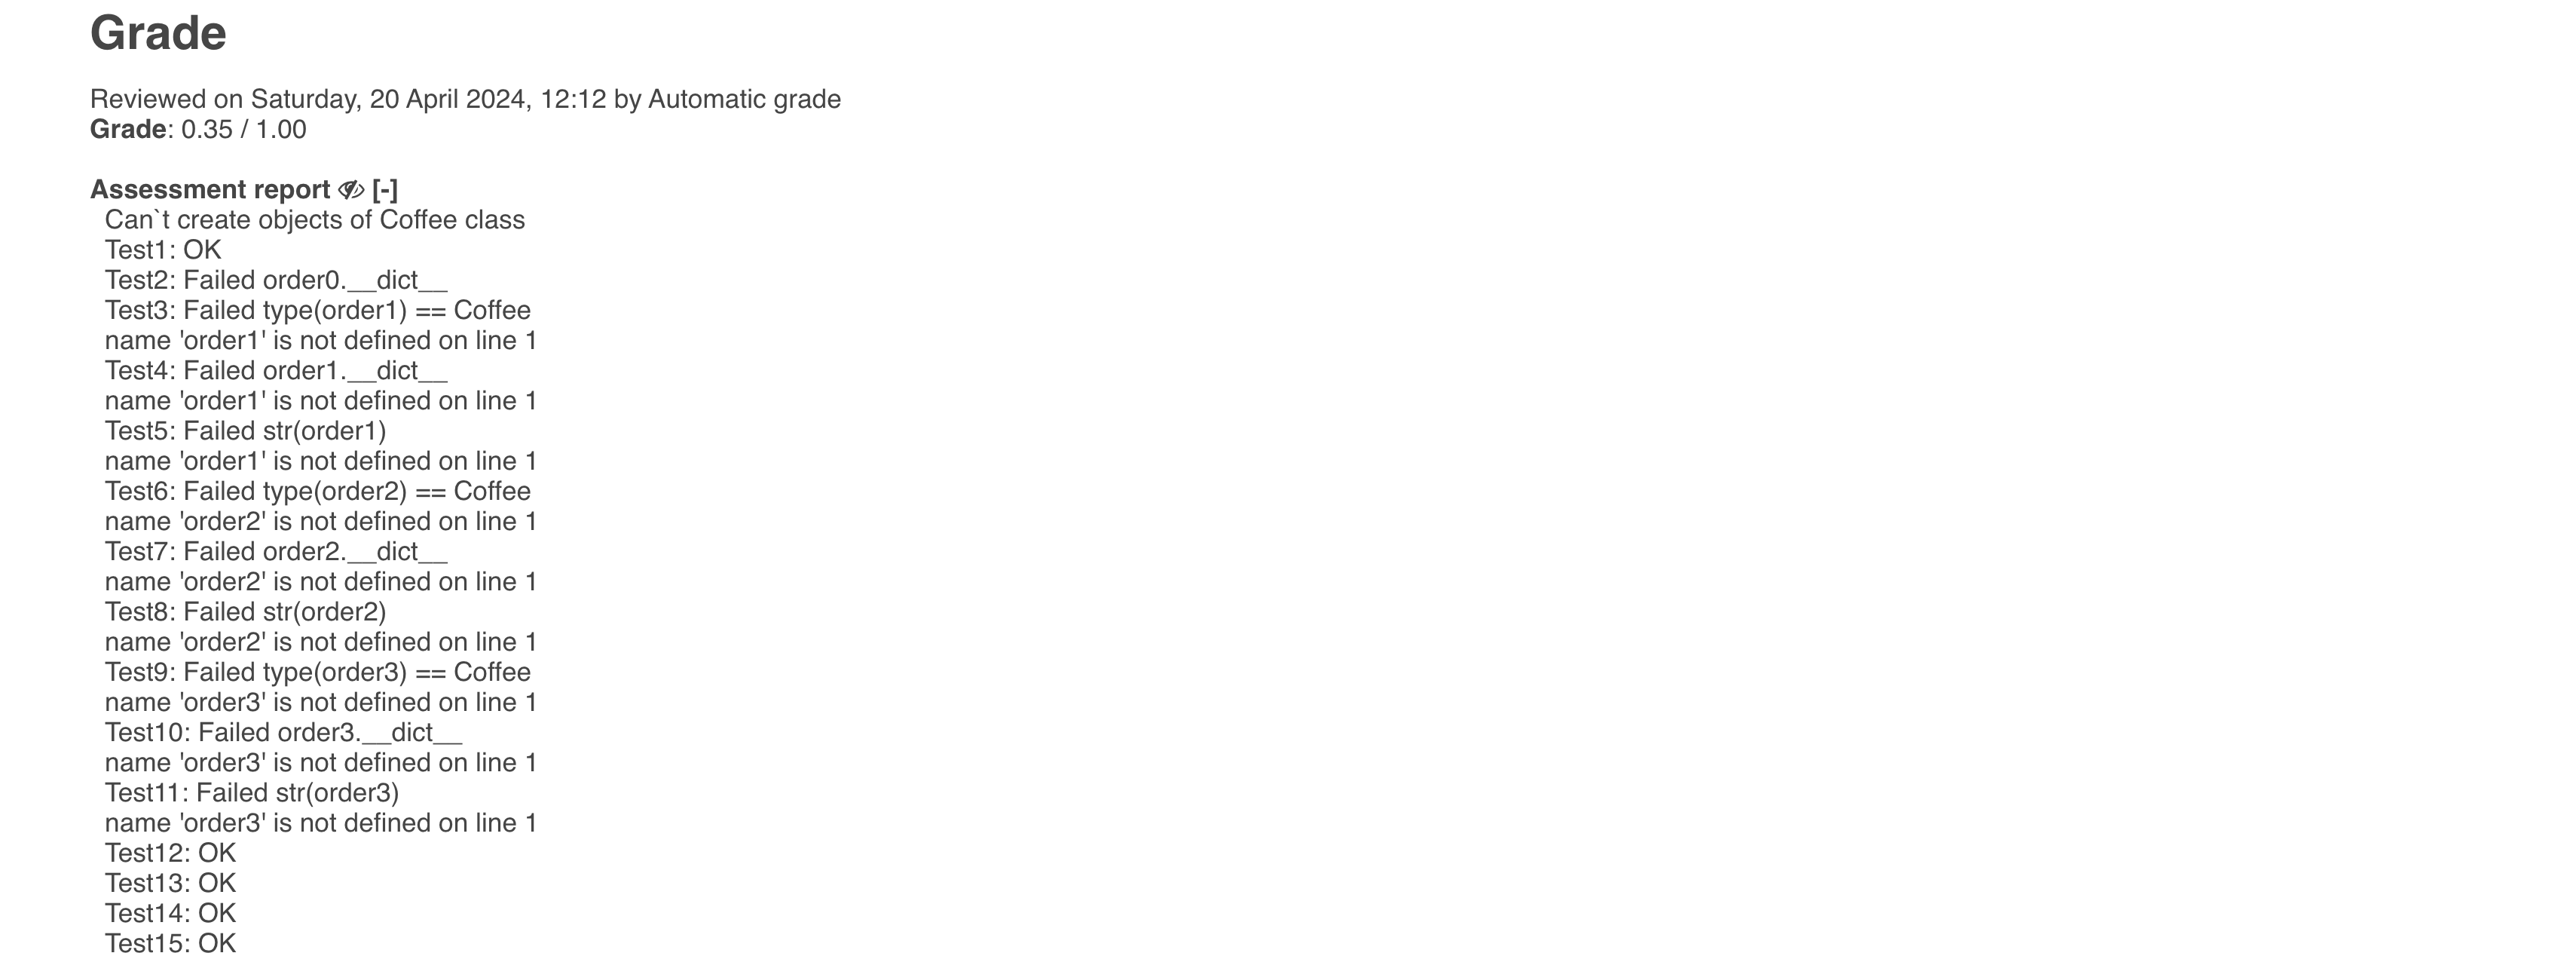 Grade
Reviewed on Saturday, 20 April 2024, 12:12 by Automatic grade
Grade: 0.35 / 1.00
Assessment report [-]
Can`t create objects of Coffee class
Test1: OK
Test2: Failed order0.__dict__
Test3: Failed type(order1) == Coffee
name 'order1' is not defined on line 1
Test4: Failed order1.__dict__
name 'order1' is not defined on line 1
Test5: Failed str(order1)
name 'order1' is not defined on line 1
Test6: Failed type(order2) == Coffee
name 'order2' is not defined on line 1
Test7: Failed order2.__dict__
name 'order2' is not defined on line 1
Test8: Failed str(order2)
name 'order2' is not defined on line 1
Test9: Failed type(order3) == Coffee
name 'order3' is not defined on line 1
Test10: Failed order3.__dict__
name 'order3' is not defined on line 1
Test11: Failed str(order3)
name 'order3' is not defined on line 1
Test12: OK
Test13: OK
Test14: OK
Test15: OK